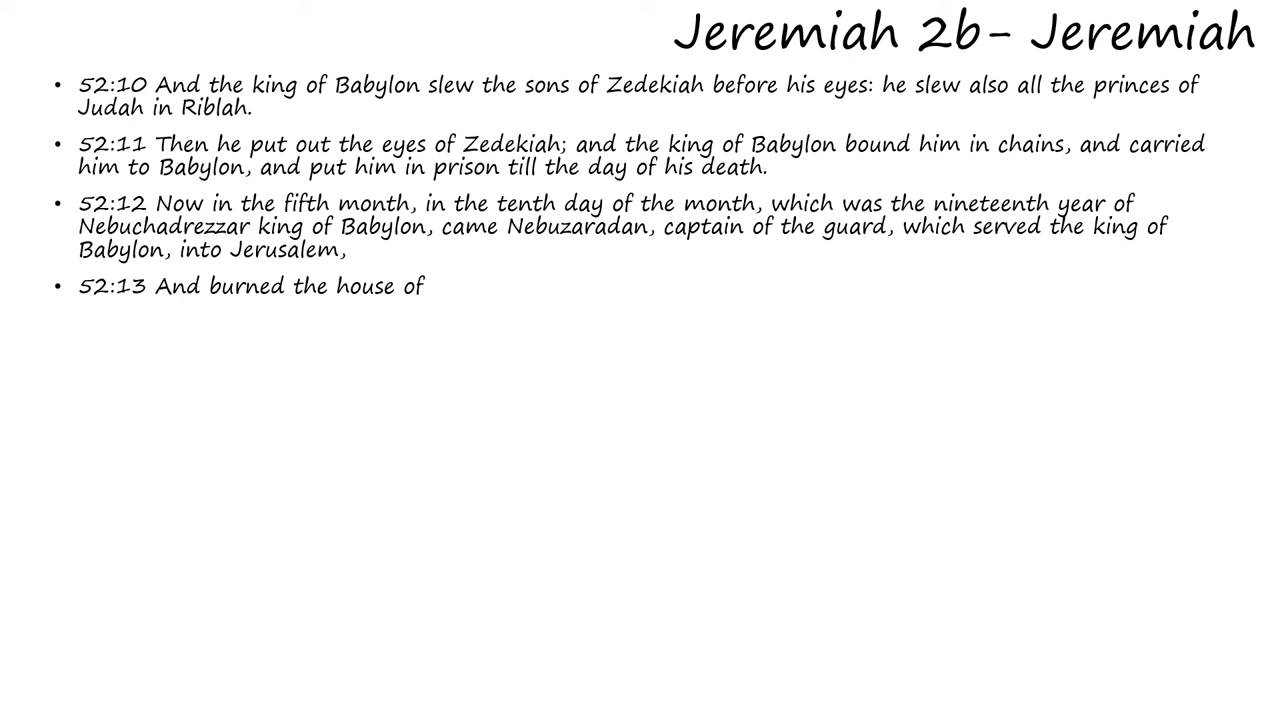 Jeremiah 2b- Jeremiah
• 52:10 And the king of Babylon slew the sons of Zedekiah before his eyes: he slew also all the princes of
Judah in Riblah.
• 52:11 Then he put out the eyes of Zedekiah; and the king of Babylon bound him in chains, and carried
him to Babylon, and put him in prison till the day of his death.
• 52:12 Now in the fifth month, in the tenth day of the month, which was the nineteenth year of
Nebuchadrezzar king of Babylon, came Nebuzaradan, captain of the guard, which served the king of
Babylon, into Jerusalem,
• 52:13 And burned the house of